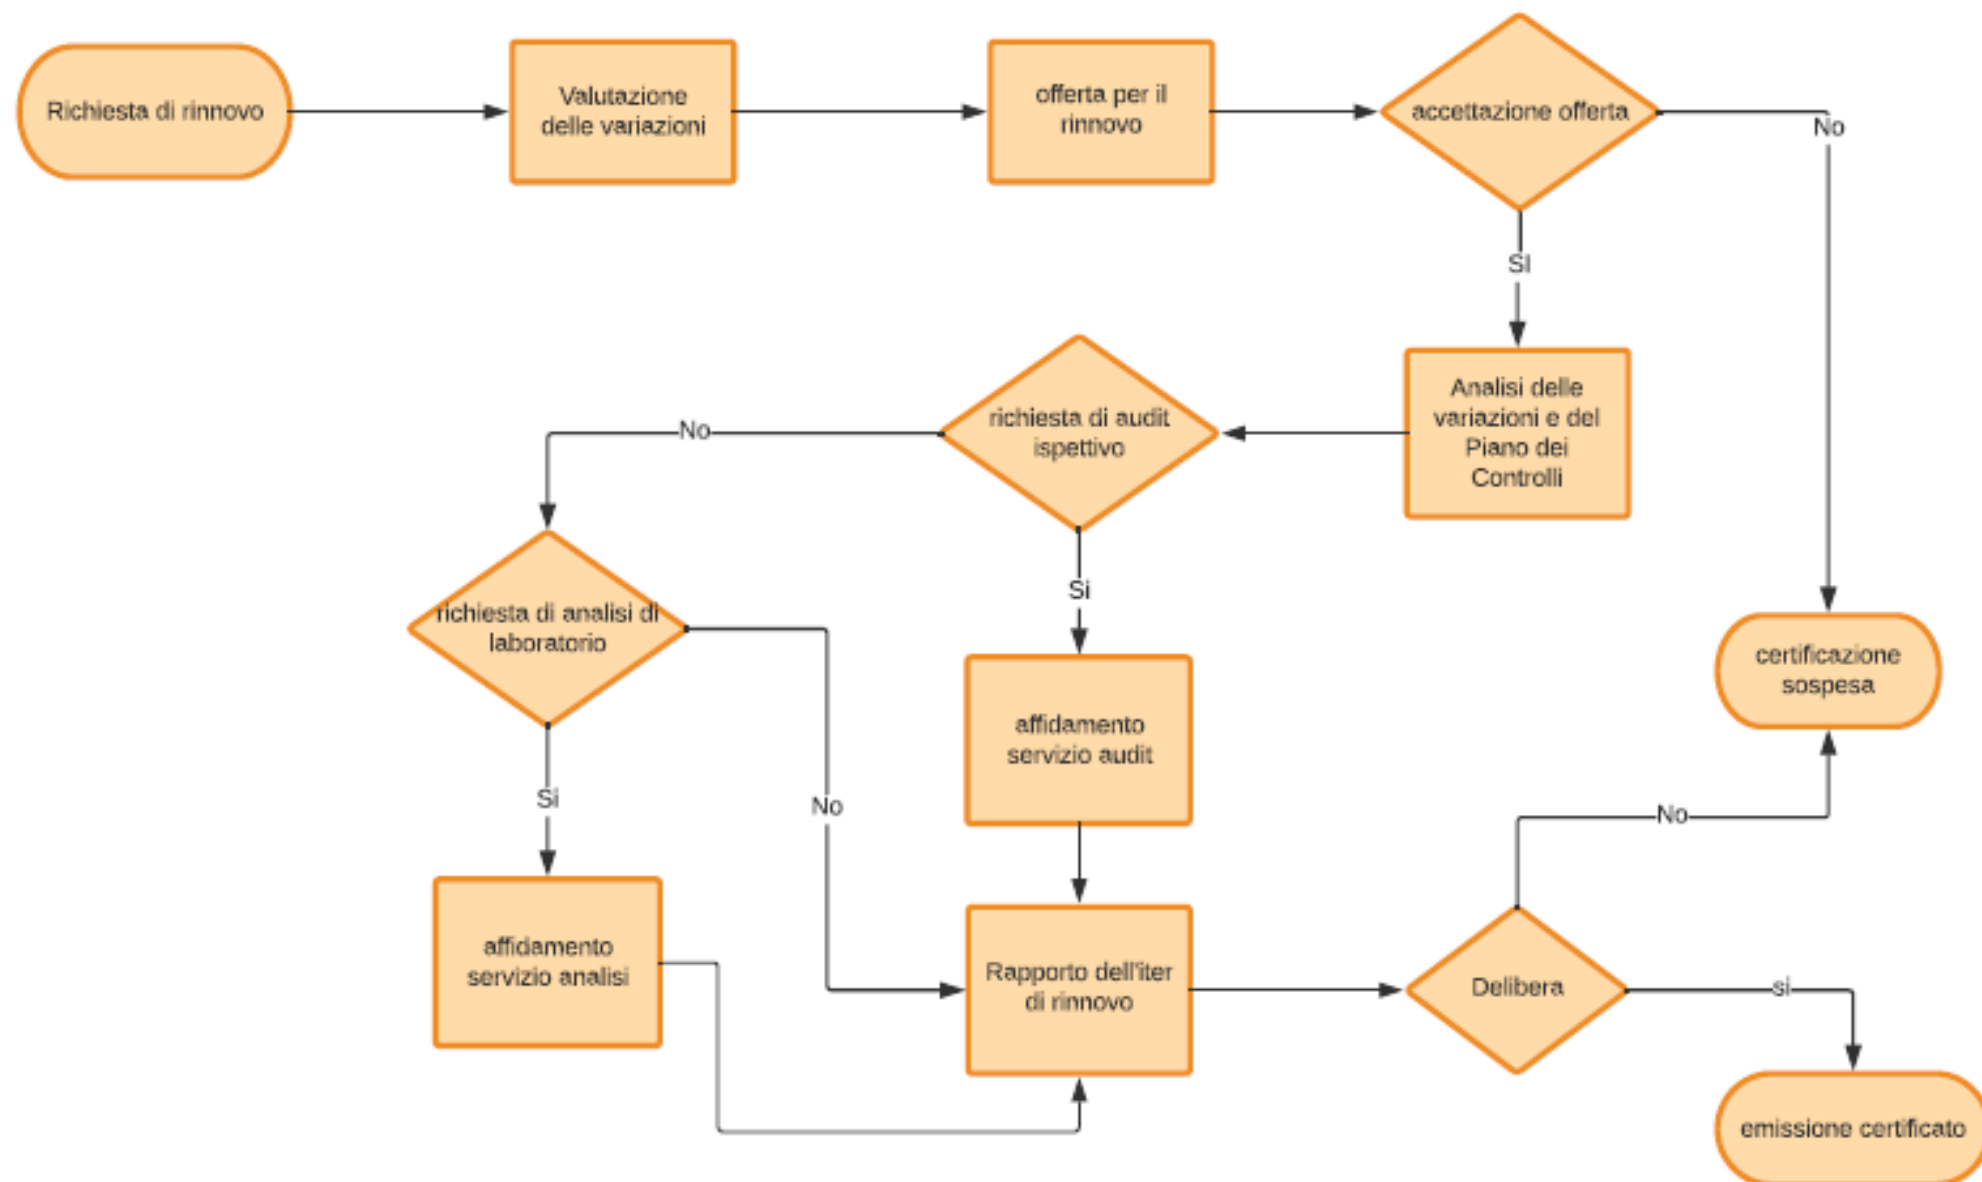 Richiesta di rinnovo
Valutazione
delle variazioni
offerta per il
rinnovo
accettazione offerta
No
SI
Analisi delle
variazioni e del
Piano dei
Controlli
richiesta di audit
ispettivo
No
Si
richiesta di analisi di
laboratorio
No
Si
affidamento
servizio audit
certificazione
sospesa
affidamento
servizio analisi
Rapporto dell'iter
di rinnovo
Delibera
No
si
emissione certificato